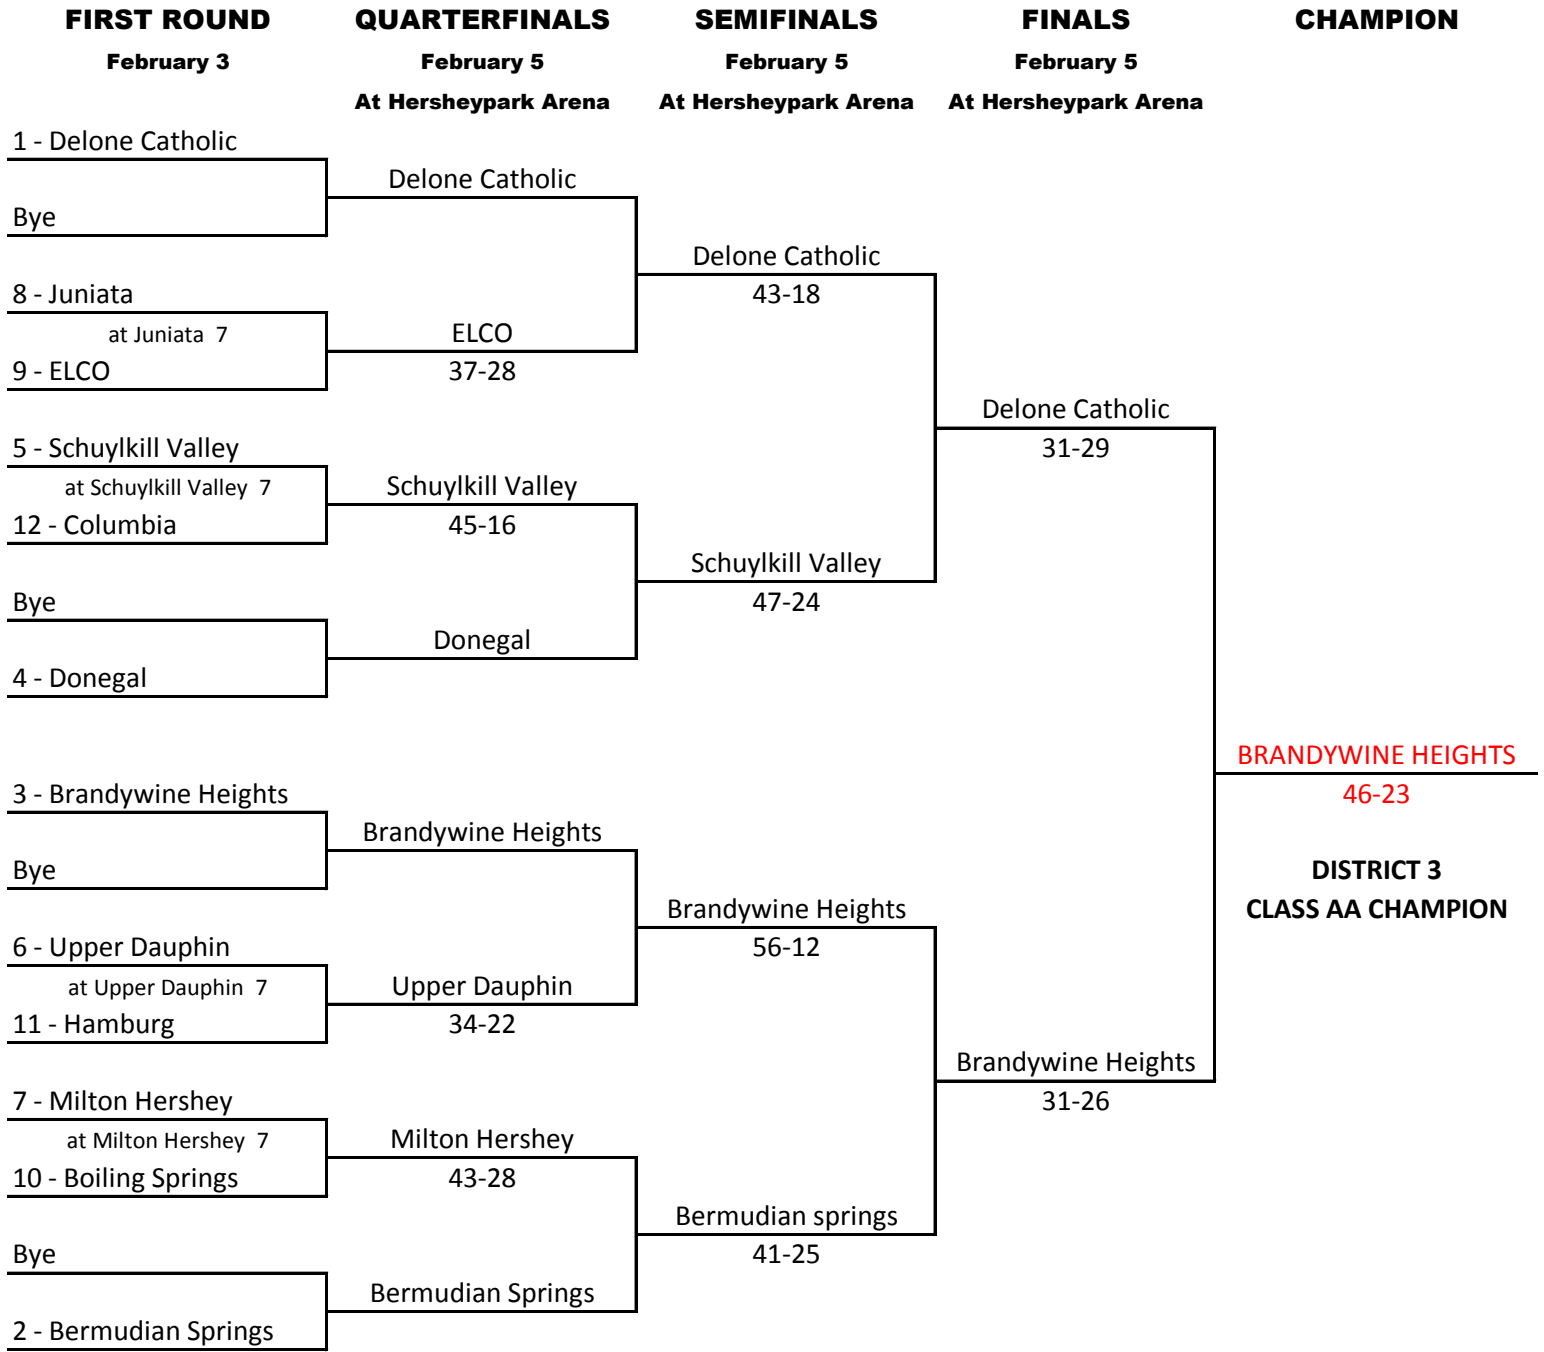 FIRST ROUND QUARTERFINALS SEMIFINALS FINALS CHAMPION
February 3 February 5 February 5 February 5
At Hersheypark Arena At Hersheypark Arena At Hersheypark Arena
1 - Delone Catholic
Delone Catholic
Bye
Delone Catholic
8 - Juniata 43-18
at Juniata 7 ELCO
9 - ELCO 37-28
Delone Catholic
5 - Schuylkill Valley 31-29
at Schuylkill Valley 7 Schuylkill Valley
12 - Columbia 45-16
Schuylkill Valley
Bye 47-24
Donegal
4 - Donegal
BRANDYWINE HEIGHTS
3 - Brandywine Heights 46-23
Brandywine Heights
Bye DISTRICT 3
Brandywine Heights CLASS AA CHAMPION
6 - Upper Dauphin 56-12
at Upper Dauphin 7 Upper Dauphin
11 - Hamburg 34-22
Brandywine Heights
7 - Milton Hershey 31-26
at Milton Hershey 7 Milton Hershey
10 - Boiling Springs 43-28
Bermudian springs
Bye 41-25
Bermudian Springs
2 - Bermudian Springs